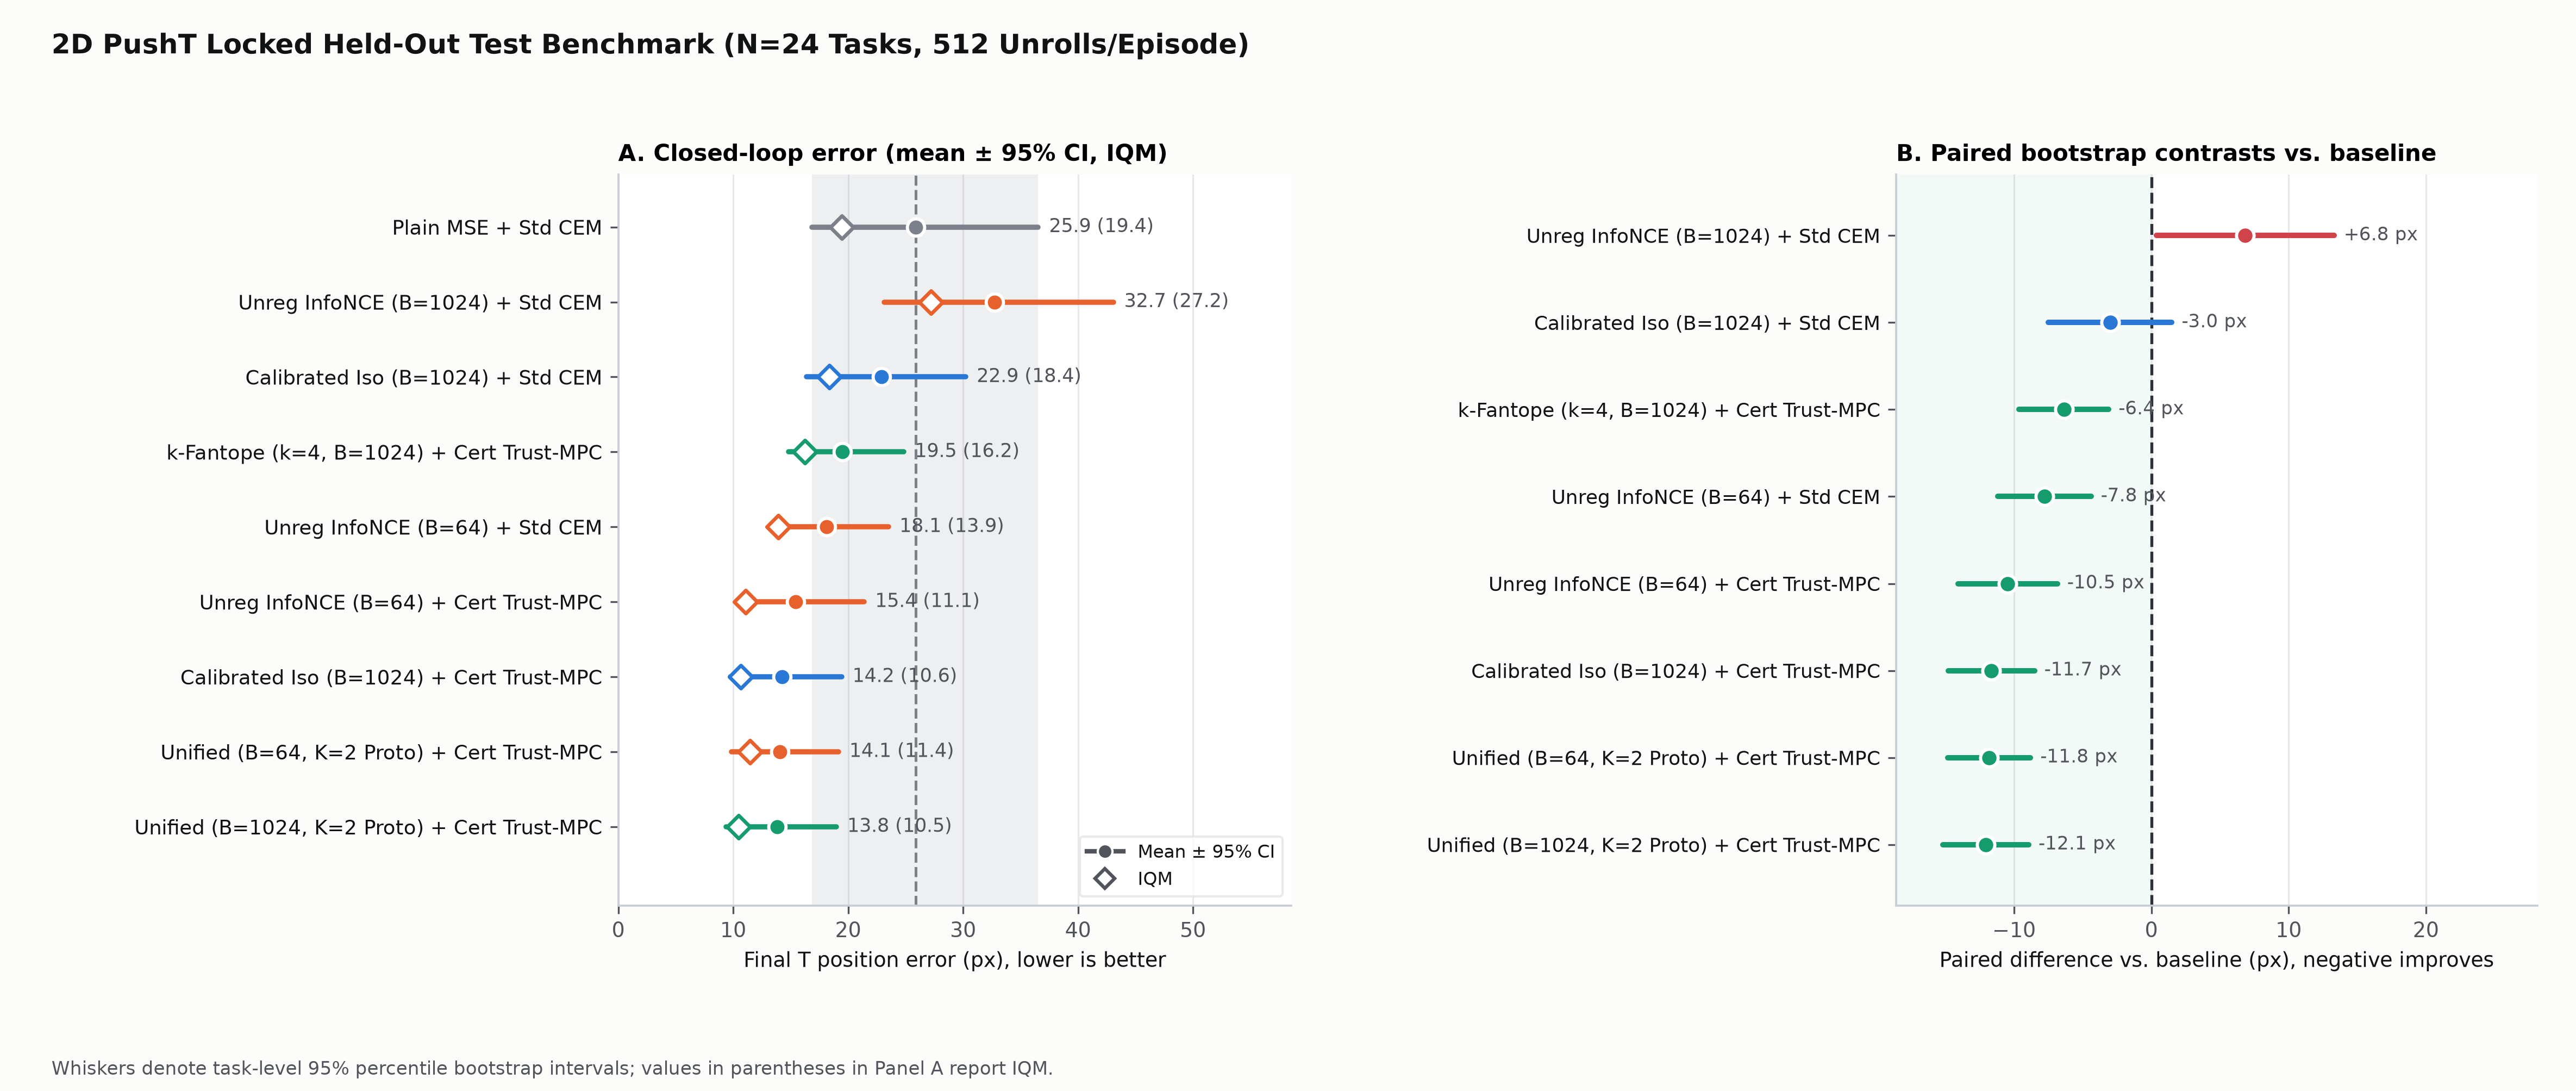 2D PushT Locked Held-Out Test Benchmark (N=24 Tasks, 512 Unrolls/Episode)
A. Closed-loop error (mean ± 95% CI, IQM)
Plain MSE + Std CEM
25.9 (19.4)
Unreg InfoNCE (B=1024) + Std CEM
32.7 (27.2)
Calibrated Iso (B=1024) + Std CEM
22.9 (18.4)
k-Fantope (k=4, B=1024) + Cert Trust-MPC
19.5 (16.2)
Unreg InfoNCE (B=64) + Std CEM
18.1 (13.9)
Unreg InfoNCE (B=64) + Cert Trust-MPC
15.4 (11.1)
Calibrated Iso (B=1024) + Cert Trust-MPC
14.2 (10.6)
Unified (B=64, K=2 Proto) + Cert Trust-MPC
14.1 (11.4)
Unified (B=1024, K=2 Proto) + Cert Trust-MPC
13.8 (10.5)
Mean ± 95% CI
IQM
0 10 20 30 40 50
Final T position error (px), lower is better
B. Paired bootstrap contrasts vs. baseline
Unreg InfoNCE (B=1024) + Std CEM
+6.8 px
Calibrated Iso (B=1024) + Std CEM
-3.0 px
k-Fantope (k=4, B=1024) + Cert Trust-MPC
-6.4 px
Unreg InfoNCE (B=64) + Std CEM
-7.8 px
Unreg InfoNCE (B=64) + Cert Trust-MPC
-10.5 px
Calibrated Iso (B=1024) + Cert Trust-MPC
-11.7 px
Unified (B=64, K=2 Proto) + Cert Trust-MPC
-11.8 px
Unified (B=1024, K=2 Proto) + Cert Trust-MPC
-12.1 px
−10 0 10 20
Paired difference vs. baseline (px), negative improves
Whiskers denote task-level 95% percentile bootstrap intervals; values in parentheses in Panel A report IQM.